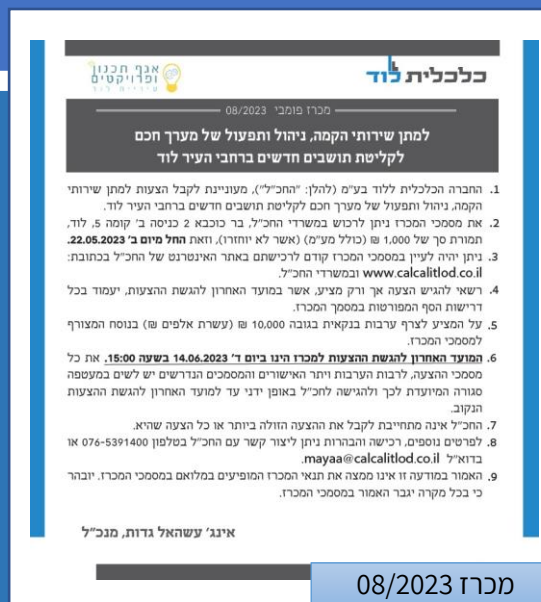 כלכלית לוד
אגף תכנון
ופרויקטים
עיריית לוד
מכרז פומבי 08/2023
למתן שירותי הקמה, ניהול ותפעול של מערך חכם
לקליטת תושבים חדשים ברחבי העיר לוד
1. החברה הכלכלית ללוד בע"מ (להלן: "החכ"ל"), מעוניינת לקבל הצעות למתן שירותי
הקמה, ניהול ותפעול של מערך חכם לקליטת תושבים חדשים ברחבי העיר לוד.
2. את מסמכי המכרז ניתן לרכוש במשרדי החכ"ל, בר כוכבא 2 כניסה ב' קומה 5, לוד,
תמורת סך של 1,000 ₪ (כולל מע"מ) (אשר לא יוחזרו), וזאת החל מיום ב' 22.05.2023.
3. ניתן יהיה לעיין במסמכי המכרז קודם לרכישתם באתר האינטרנט של החכ"ל בכתובת:
www.calcalitlod.co.il ובמשרדי החכ"ל.
4. רשאי להגיש הצעה אך ורק מציע, אשר במועד האחרון להגשת ההצעות, יעמוד בכל
דרישות הסף המפורטות במסמך המכרז.
5. על המציע לצרף ערבות בנקאית בגובה 10,000 ₪ (עשרת אלפים ₪) בנוסח המצורף
למסמכי המכרז.
6. המועד האחרון להגשת ההצעות למכרז הינו ביום ד' 14.06.2023 בשעה 15:00. את כל
מסמכי ההצעה, לרבות הערבות ויתר האישורים והמסמכים הנדרשים יש לשים במעטפה
סגורה המיועדת לכך ולהגישה לחכ"ל באופן ידני עד למועד האחרון להגשת ההצעות
הנקוב.
7. החכ"ל אינה מתחייבת לקבל את ההצעה הזולה ביותר או כל הצעה שהיא.
8. לפרטים נוספים, רכישה והבהרות ניתן ליצור קשר עם החכ"ל בטלפון 076-5391400 או
בדוא"ל mayaa@calcalitlod.co.il.
9. האמור במודעה זו אינו ממצה את תנאי המכרז המופיעים במלואם במסמכי המכרז. יובהר
כי בכל מקרה יגבר האמור במסמכי המכרז.
אינג' עשהאל גדות, מנכ"ל
מכרז 08/2023